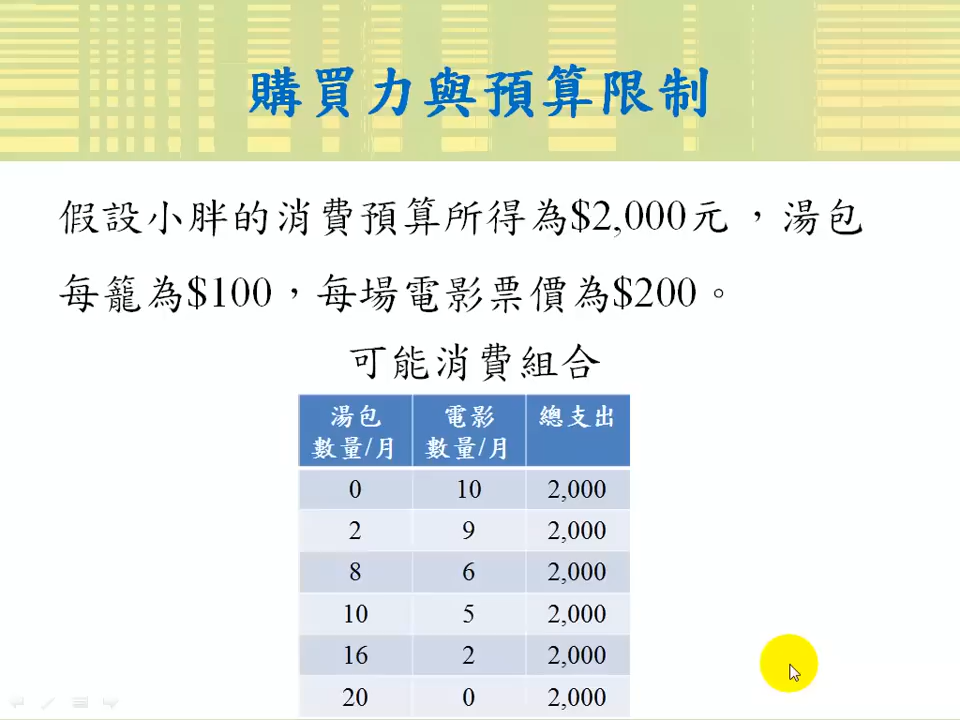 購買力與預算限制
假設小胖的消費預算所得為$2,000元，湯包
每籠為$100，每場電影票價為$200。
可能消費組合
湯包 電影 總支出
數量/月 數量/月
0 10 2,000
2 9 2,000
8 6 2,000
10 5 2,000
16 2 2,000
20 0 2,000